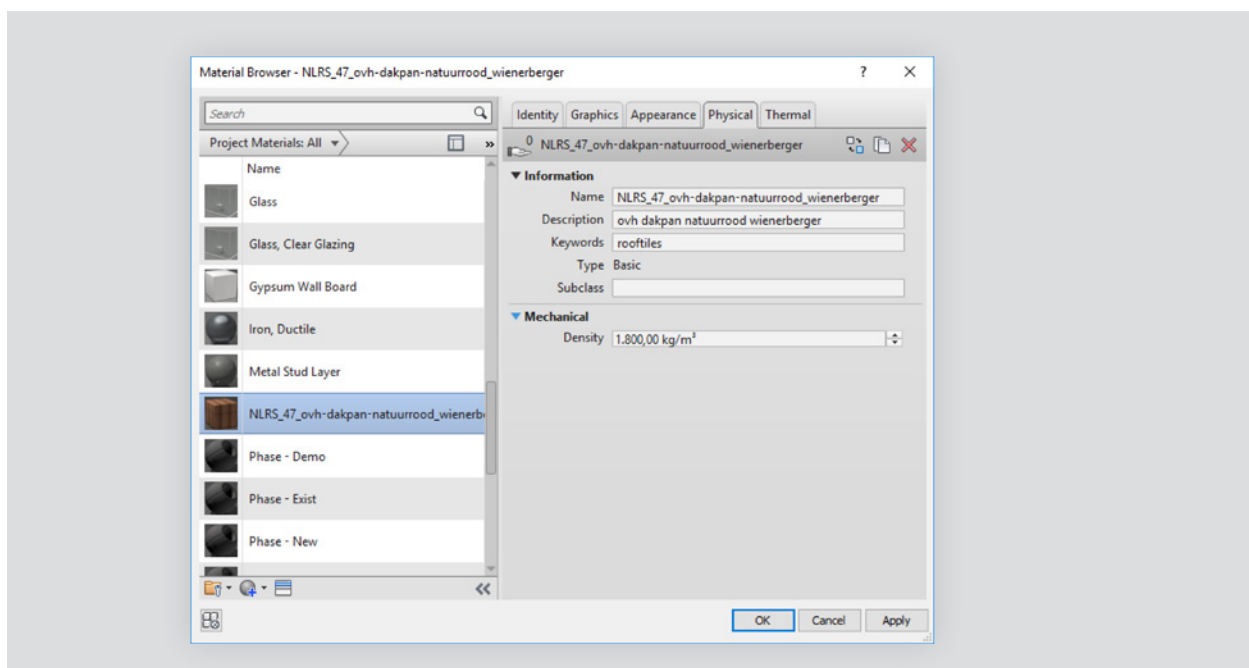 Material Browser - NLRS_47_ovh-dakpan-natuurrood_wienerberger
?
Search
Project Materials: All
»
Name
Glass
Glass, Clear Glazing
Gypsum Wall Board
Iron, Ductile
Metal Stud Layer
NLRS_47_ovh-dakpan-natuurrood_wienerb
Phase - Demo
Phase - Exist
Phase - New
Identity Graphics Appearance Physical Thermal
0 NLRS_47_ovh-dakpan-natuurrood_wienerberger
Information
Name NLRS_47_ovh-dakpan-natuurrood_wienerberger
Description ovh dakpan natuurrood wienerberger
Keywords rooftiles
Type Basic
Subclass
Mechanical
Density 1.800,00 kg/m³
OK Cancel Apply